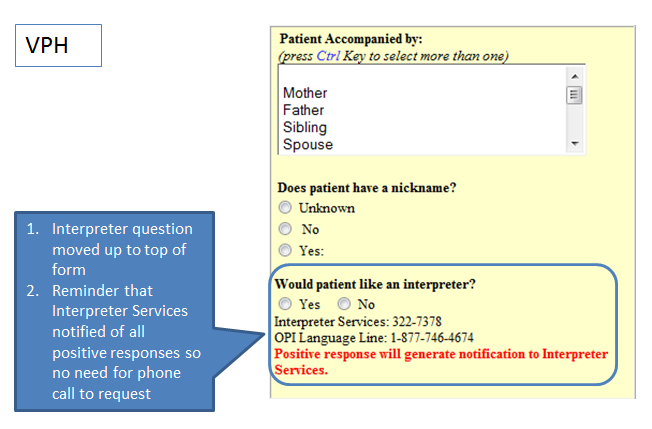 VPH
Patient Accompanied by:
(press Ctrl Key to select more than one)
Mother
Father
Sibling
Spouse
Does patient have a nickname?
Unknown
No
Yes:
1. Interpreter question
moved up to top of
form
2. Reminder that
Interpreter Services
notified of all
positive responses so
no need for phone
call to request
Would patient like an interpreter?
Yes No
Interpreter Services: 322-7378
OPI Language Line: 1-877-746-4674
Positive response will generate notification to Interpreter
Services.